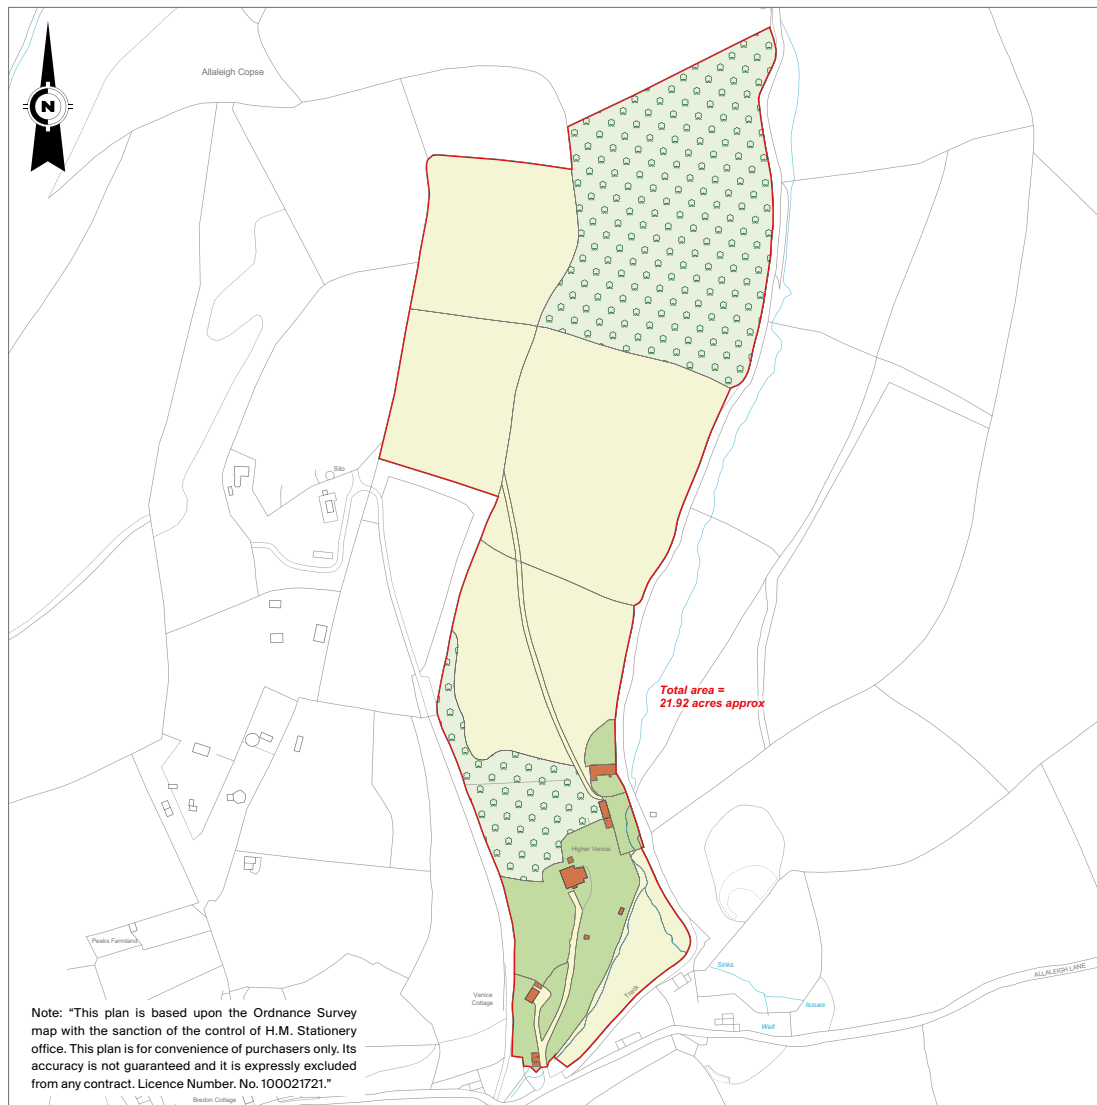 Allaleigh Copse
N
Silo
Total area =
21.92 acres approx
Higher Venice
Peeks Farmland
Sinks
ALLALEIGH LANE
Track
Venice
Cottage
Issues
Well
Note: “This plan is based upon the Ordnance Survey
map with the sanction of the control of H.M. Stationery
office. This plan is for convenience of purchasers only. Its
accuracy is not guaranteed and it is expressly excluded
from any contract. Licence Number. No. 100021721.”
Bredon Cottage